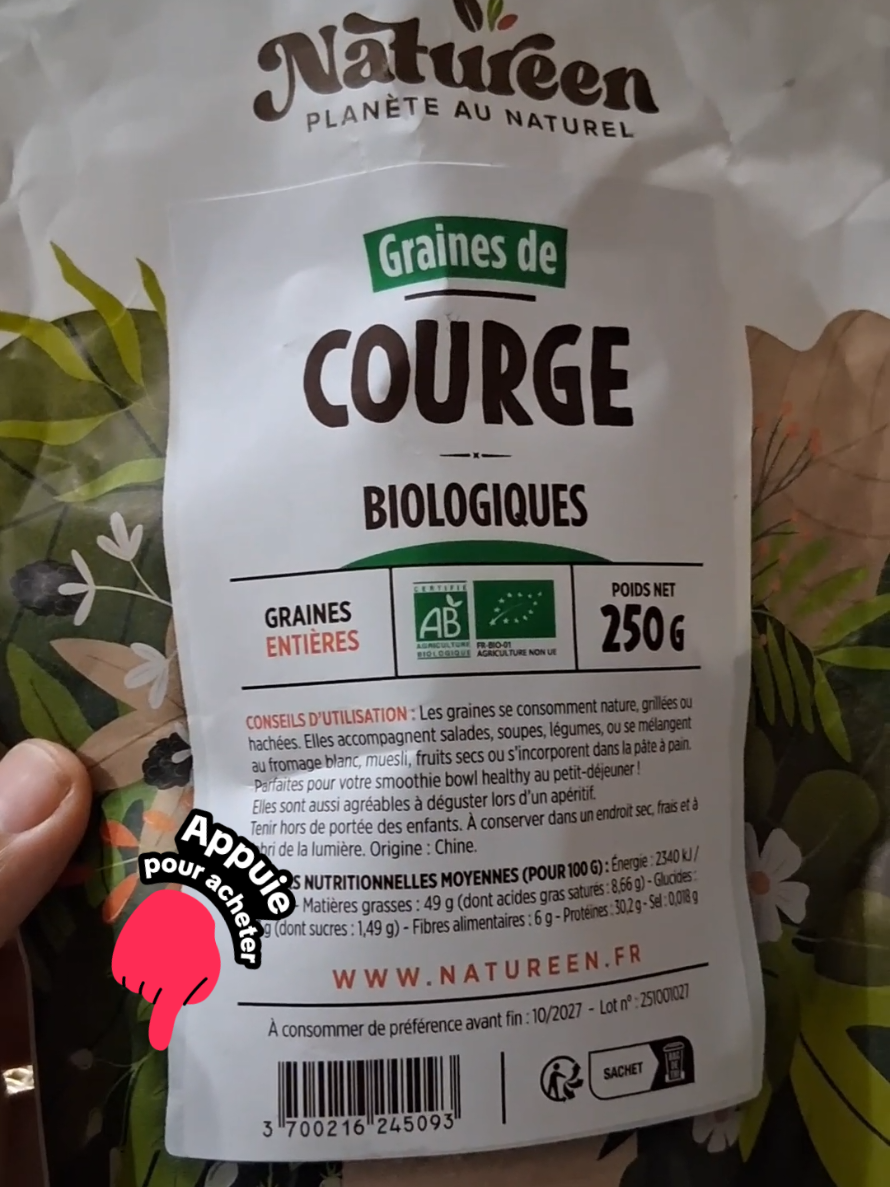 Natureen
PLANÈTE AU NATUREL
Graines de
COURGE
BIOLOGIQUES
GRAINES
ENTIÈRES
CERTIFIÉ
AB
AGRICULTURE
BIOLOGIQUE
FR-BIO-01
AGRICULTURE NON UE
POIDS NET
250G
CONSEILS D'UTILISATION : Les graines se consomment nature, grillées ou
hachées. Elles accompagnent salades, soupes, légumes, ou se mélangent
au fromage blanc, muesli, fruits secs ou s'incorporent dans la pâte à pain.
Parfaites pour votre smoothie bowl healthy au petit-déjeuner !
Elles sont aussi agréables à déguster lors d'un apéritif.
Tenir hors de portée des enfants. À conserver dans un endroit sec, frais et à
bri de la lumière. Origine : Chine.
Appuie
pour acheter
S NUTRITIONNELLES MOYENNES (POUR 100 G) : Énergie : 2340 kJ /
- Matières grasses : 49 g (dont acides gras saturés : 8,66 g) - Glucides :
g (dont sucres : 1,49 g) - Fibres alimentaires : 6 g - Protéines : 30,2 g - Sel : 0,018 g
WWW.NATUREEN.FR
À consommer de préférence avant fin : 10/2027 - Lot n° : 251001027
SACHET
BAC
DE
TRI
3 700216 245093